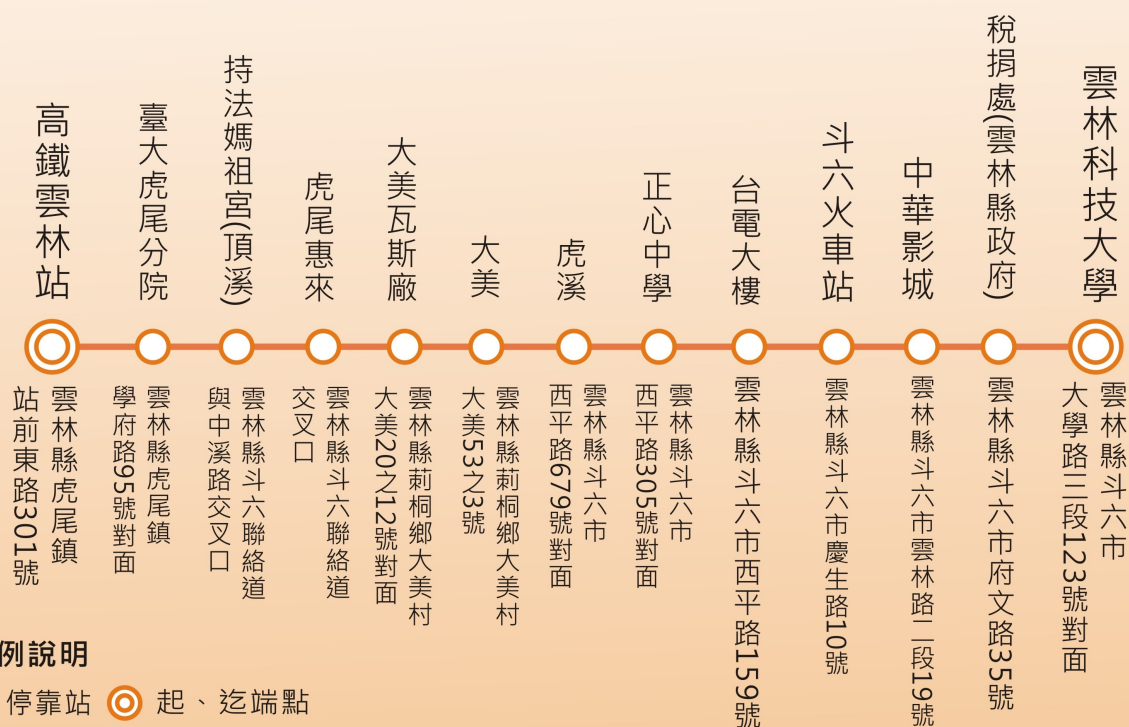 高鐵雲林站
臺大虎尾分院
持法媽祖宮(頂溪)
虎尾惠來
大美瓦斯廠
大美
虎溪
正心中學
台電大樓
斗六火車站
中華影城
稅捐處(雲林縣政府)
雲林科技大學
雲林縣虎尾鎮
站前東路301號
雲林縣虎尾鎮
學府路95號對面
雲林縣斗六聯絡道
與中溪路交叉口
雲林縣斗六聯絡道
交叉口
雲林縣莿桐鄉大美村
大美20之12號對面
雲林縣莿桐鄉大美村
大美53之3號
雲林縣斗六市
西平路679號對面
雲林縣斗六市
西平路305號對面
雲林縣斗六市西平路159號
雲林縣斗六市慶生路10號
雲林縣斗六市雲林路二段19號
雲林縣斗六市府文路35號
雲林縣斗六市
大學路三段123號對面
例說明
停靠站 起、迄端點